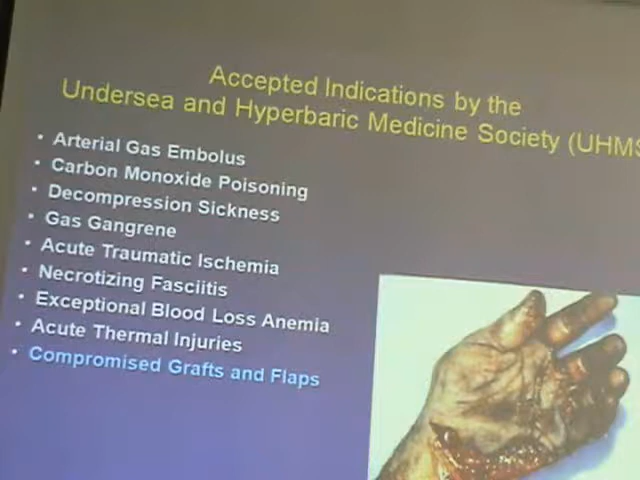 Accepted Indications by the
Undersea and Hyperbaric Medicine Society (UHMS
• Arterial Gas Embolus
• Carbon Monoxide Poisoning
• Decompression Sickness
• Gas Gangrene
• Acute Traumatic Ischemia
• Necrotizing Fasciitis
• Exceptional Blood Loss Anemia
• Acute Thermal Injuries
• Compromised Grafts and Flaps